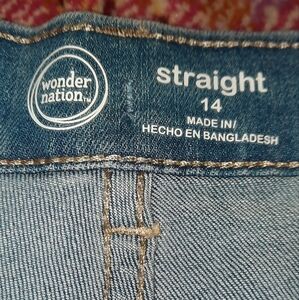 wonder
nation™
straight
14
MADE IN/
HECHO EN BANGLADESH